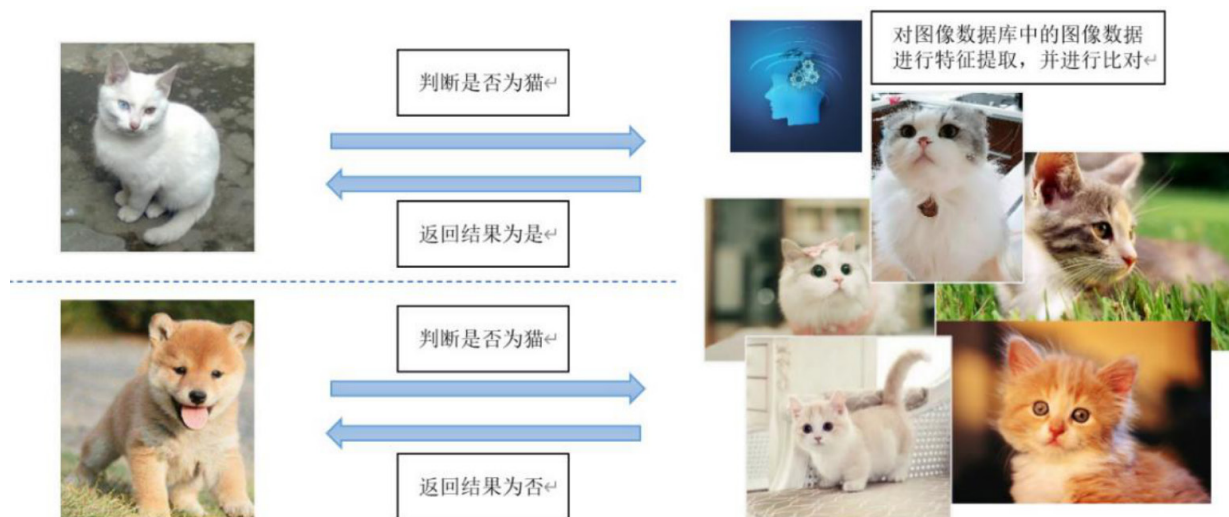 对图像数据库中的图像数据
进行特征提取，并进行比对↵
判断是否为猫↵
返回结果为是↵
判断是否为猫↵
返回结果为否↵